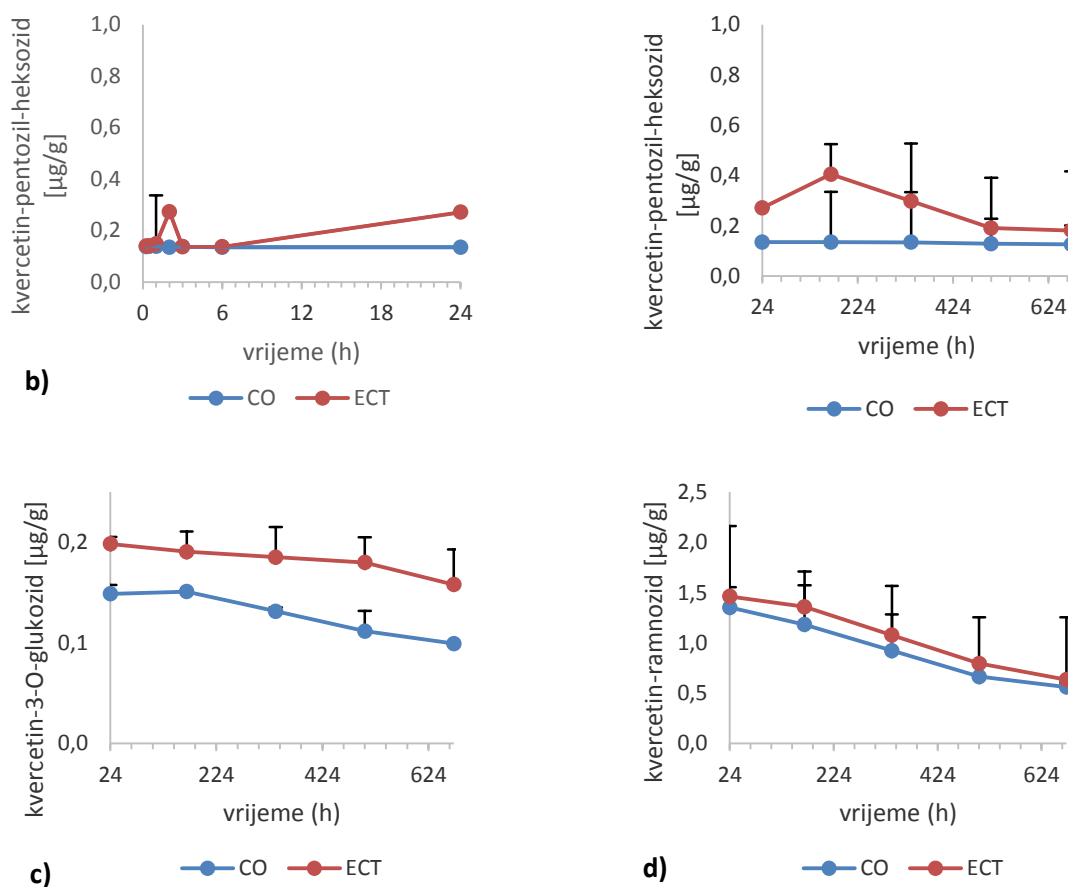 kvercetin-pentozil-heksozid
[µg/g]
1,0
0,8
0,6
0,4
0,2
0,0
0 6 12 18 24
vrijeme (h)
b)
CO ECT
kvercetin-pentozil-heksozid
[µg/g]
1,0
0,8
0,6
0,4
0,2
0,0
24 224 424 624
vrijeme (h)
CO ECT
kvercetin-3-O-glukozid [µg/g]
0,2
0,1
0,0
24 224 424 624
vrijeme (h)
c)
CO ECT
kvercetin-ramnozid [µg/g]
2,5
2,0
1,5
1,0
0,5
0,0
24 224 424 624
vrijeme (h)
d)
CO ECT